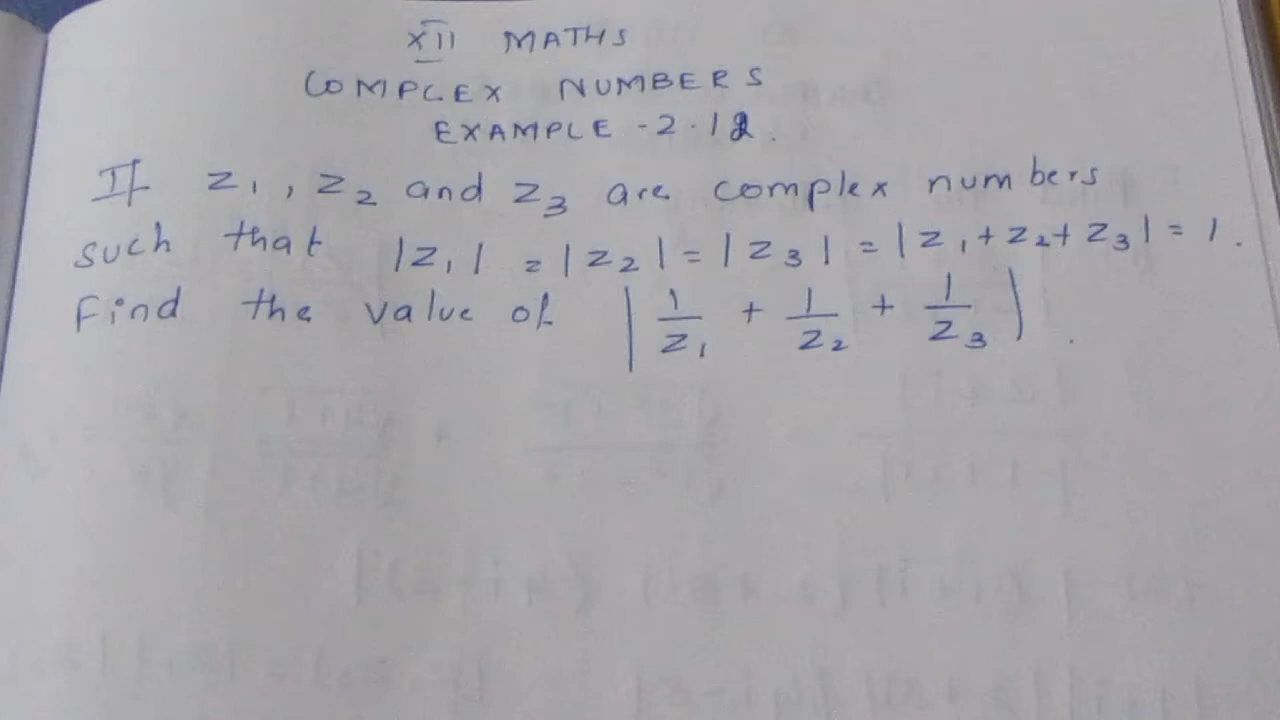 XII MATHS
COMPLEX NUMBERS
EXAMPLE -2.12.
If z₁, z₂ and z₃ are complex numbers
such that |z₁| = |z₂| = |z₃| = |z₁+z₂+z₃| = 1.
Find the value of |1/z₁ + 1/z₂ + 1/z₃|.